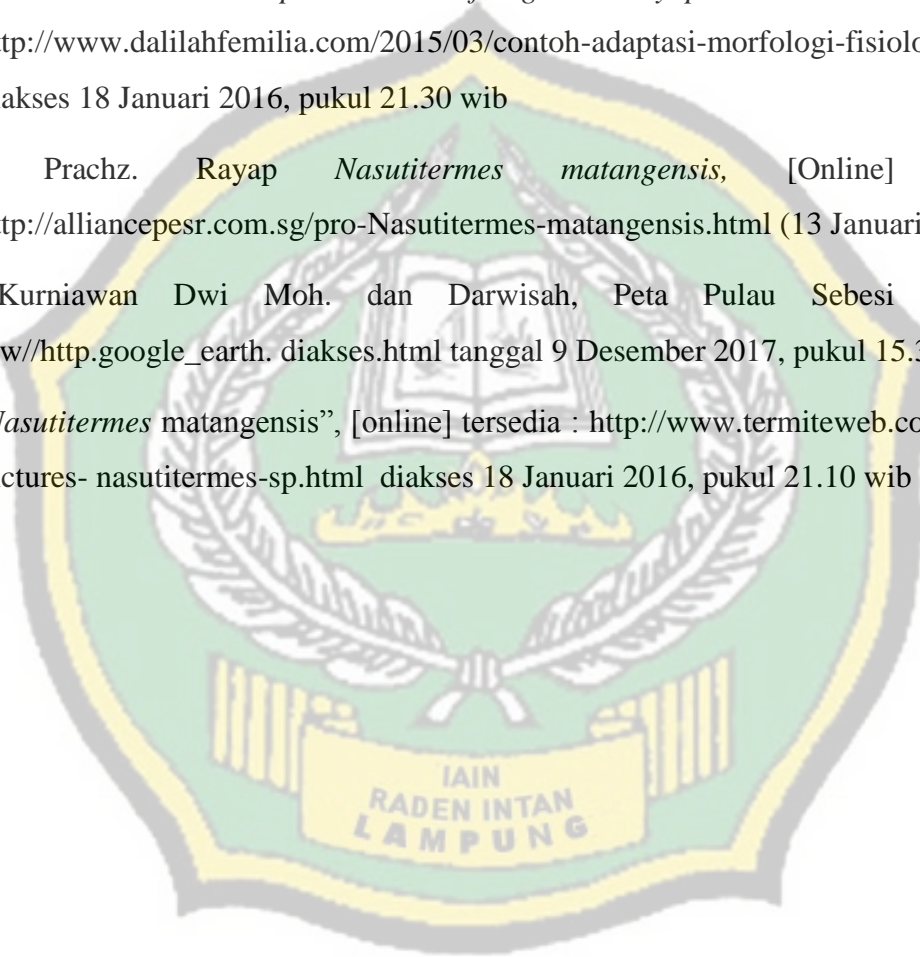 ttp://www.dalilahfemilia.com/2015/03/contoh-adaptasi-morfologi-fisiolo
akses 18 Januari 2016, pukul 21.30 wib
Prachz. Rayap Nasutitermes matangensis, [Online]
ttp://alliancepesr.com.sg/pro-Nasutitermes-matangensis.html (13 Januari
Kurniawan Dwi Moh. dan Darwisah, Peta Pulau Sebesi
w//http.google_earth. diakses.html tanggal 9 Desember 2017, pukul 15.3
Nasutitermes matangensis”, [online] tersedia : http://www.termiteweb.co
ctures- nasutitermes-sp.html diakses 18 Januari 2016, pukul 21.10 wib
IAIN
RADEN INTAN
LAMPUNG